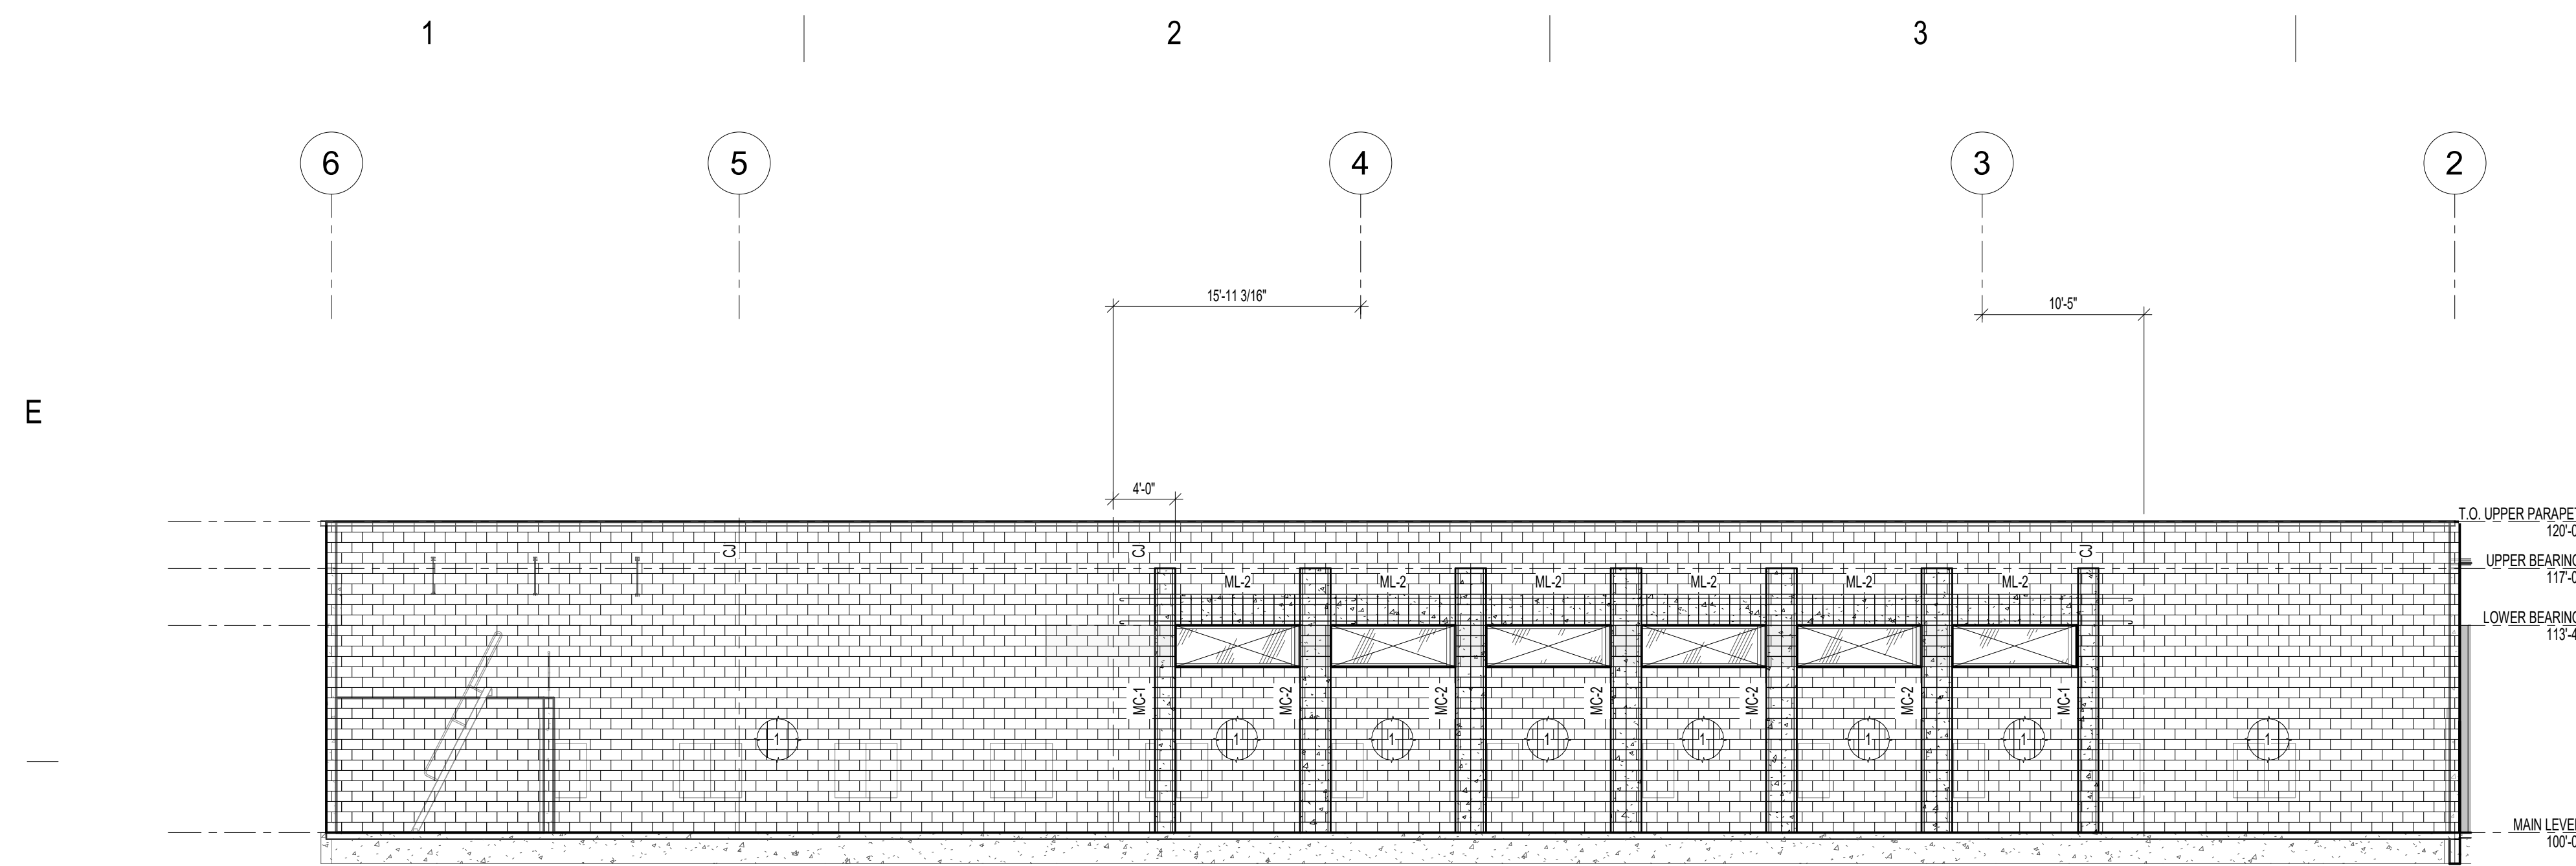 1 2 3
6 5 4 3 2
15'-11 3/16"
10'-5"
E
4'-0"
T.O. UPPER PARAPET
120'-0
CJ CJ CJ
UPPER BEARING
117'-0
ML-2 ML-2 ML-2 ML-2 ML-2 ML-2
LOWER BEARING
113'-4
MC-1 MC-2 MC-2 MC-2 MC-2 MC-2 MC-1
1 1 1 1 1 1 1 1
MAIN LEVEL
100'-0